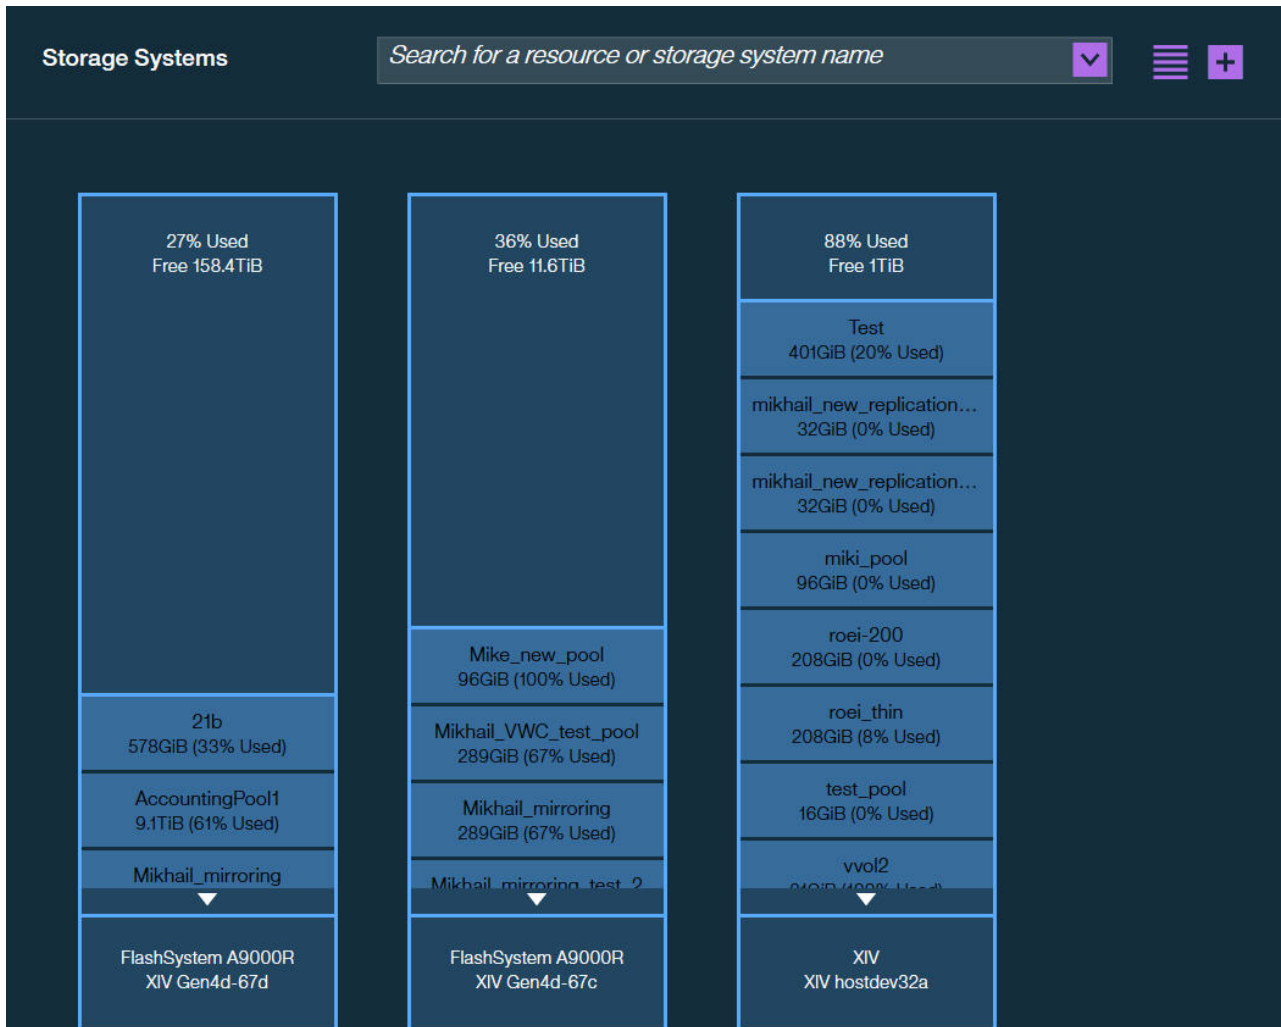 Storage Systems
Search for a resource or storage system name
27% Used
Free 158.4TiB
21b
578GiB (33% Used)
AccountingPool1
9.1TiB (61% Used)
Mikhail_mirroring
FlashSystem A9000R
XIV Gen4d-67d
36% Used
Free 11.6TiB
Mike_new_pool
96GiB (100% Used)
Mikhail_VWC_test_pool
289GiB (67% Used)
Mikhail_mirroring
289GiB (67% Used)
Mikhail_mirroring_test_2
FlashSystem A9000R
XIV Gen4d-67c
88% Used
Free 1TiB
Test
401GiB (20% Used)
mikhail_new_replication...
32GiB (0% Used)
mikhail_new_replication...
32GiB (0% Used)
miki_pool
96GiB (0% Used)
roei-200
208GiB (0% Used)
roei_thin
208GiB (8% Used)
test_pool
16GiB (0% Used)
vvol2
XIV
XIV hostdev32a